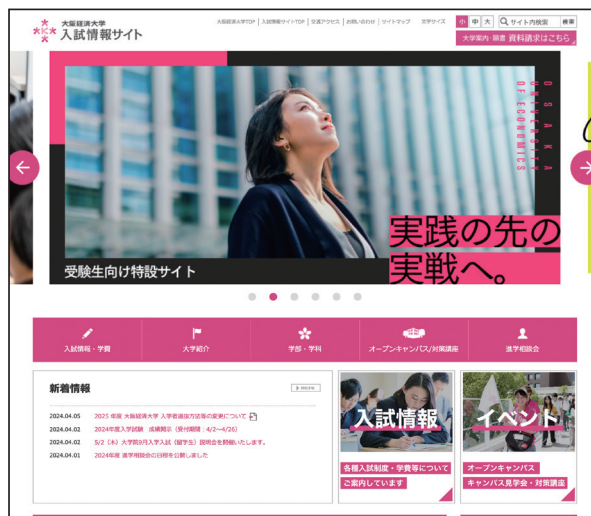 大阪経済大学
入試情報サイト
大阪経済大学TOP | 入試情報サイトTOP | 交通アクセス | お問い合わせ | サイトマップ
文字サイズ 小 中 大
サイト内検索 検索
大学案内・願書 資料請求はこちら
OSAKA
UNIVERSITY
OF ECONOMICS
実践の先の
実戦へ。
受験生向け特設サイト
入試情報・学費
大学紹介
学部・学科
オープンキャンパス/対策講座
進学相談会
新着情報
2024.04.05 2025 年度 大阪経済大学 入学者選抜方法等の変更について
2024.04.02 2024年度入学試験 成績開示（受付期間：4/2～4/26）
2024.04.02 5/2（木）大学院9月入学入試（留学生）説明会を開催いたします。
2024.04.01 2024年度 進学相談会の日程を公開しました
入試情報
各種入試制度・学費等について
ご案内しています
イベント
オープンキャンパス
キャンパス見学会・対策講座